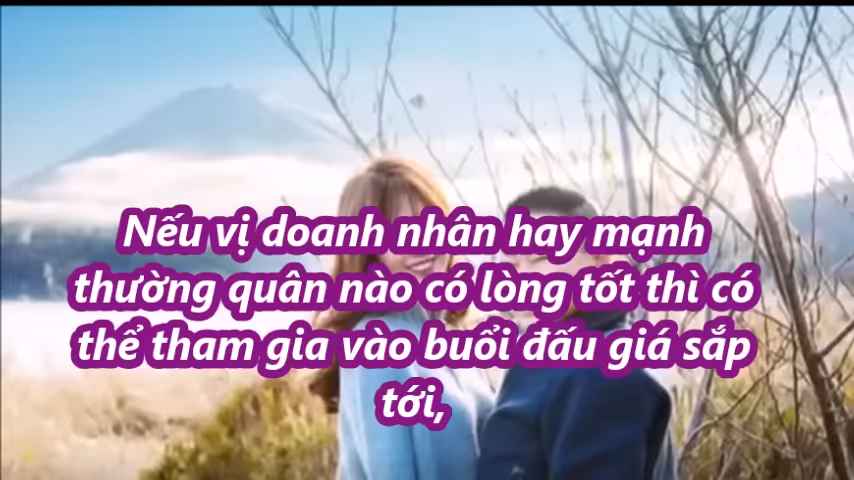 Nếu vị doanh nhân hay mạnh
thường quân nào có lòng tốt thì có
thể tham gia vào buổi đấu giá sắp
tới,